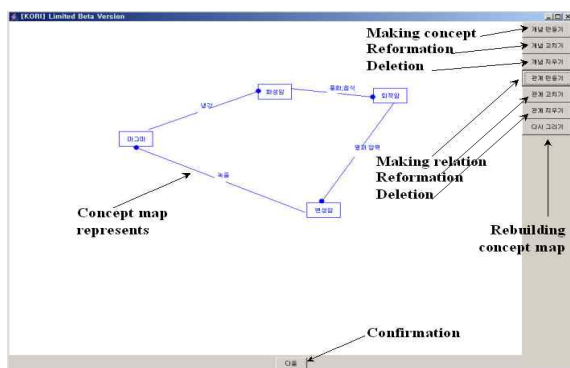 [KORI] Limited Beta Version
Making concept
개념 만들기
Reformation
개념 고치기
Deletion
개념 지우기
관계 만들기
관계 고치기
관계 지우기
다시 그리기
화성암
풍화,침식
퇴적암
냉각
마그마
열과 압력
녹음
변성암
Making relation
Reformation
Deletion
Concept map
represents
Rebuilding
concept map
Confirmation
다음